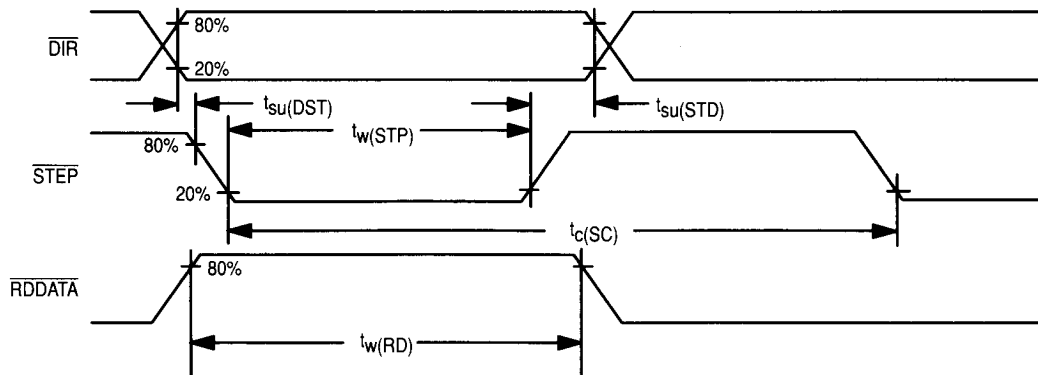 DIR
80%
20%
tsu(DST)
tsu(STD)
tw(STP)
STEP
80%
20%
tc(SC)
RDDATA
80%
tw(RD)